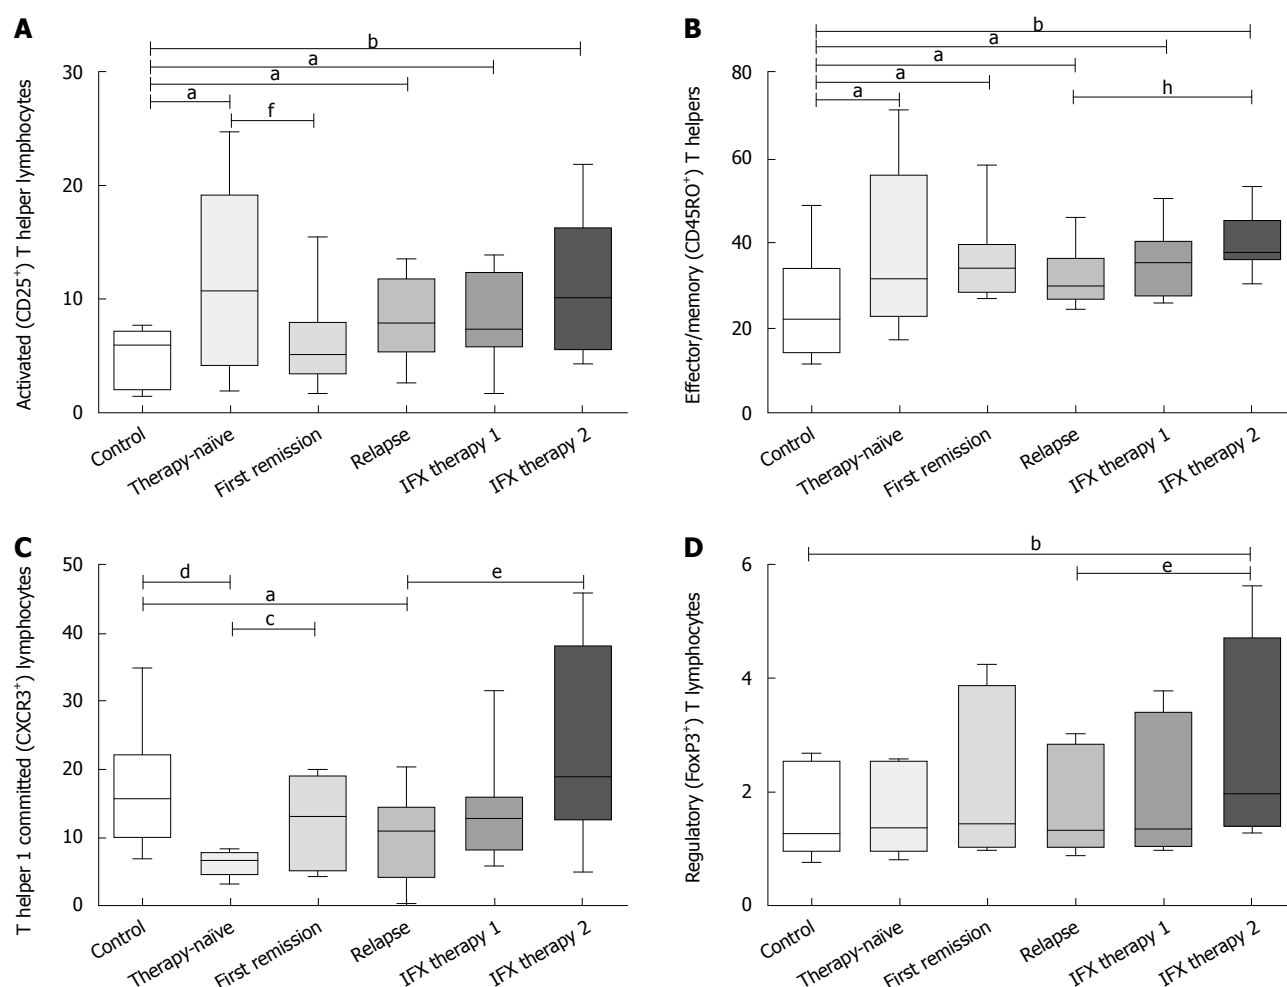 A
b
a
a
a
f
30
20
10
0
Activated (CD25⁺) T helper lymphocytes
Control
Therapy-naïve
First remission
Relapse
IFX therapy 1
IFX therapy 2
B
b
a
a
a
a
h
80
60
40
20
0
Effector/memory (CD45RO⁺) T helpers
Control
Therapy-naïve
First remission
Relapse
IFX therapy 1
IFX therapy 2
C
d
e
a
c
50
40
30
20
10
0
T helper 1 committed (CXCR3⁺) lymphocytes
Control
Therapy-naïve
First remission
Relapse
IFX therapy 1
IFX therapy 2
D
b
e
6
4
2
0
Regulatory (FoxP3⁺) T lymphocytes
Control
Therapy-naïve
First remission
Relapse
IFX therapy 1
IFX therapy 2